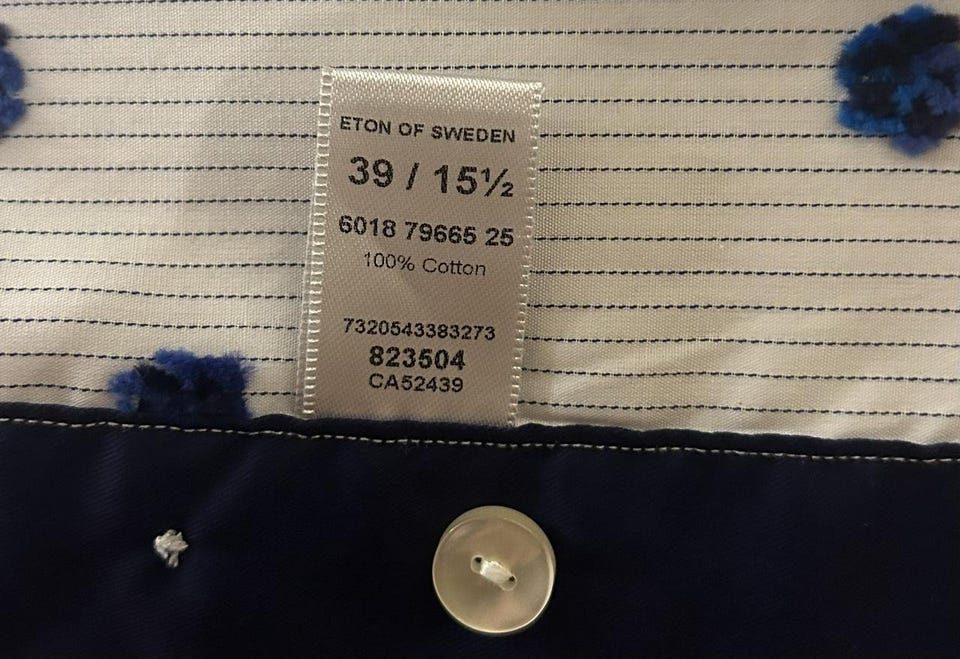 ETON OF SWEDEN
39 / 15½
6018 79665 25
100% Cotton
7320543383273
823504
CA52439